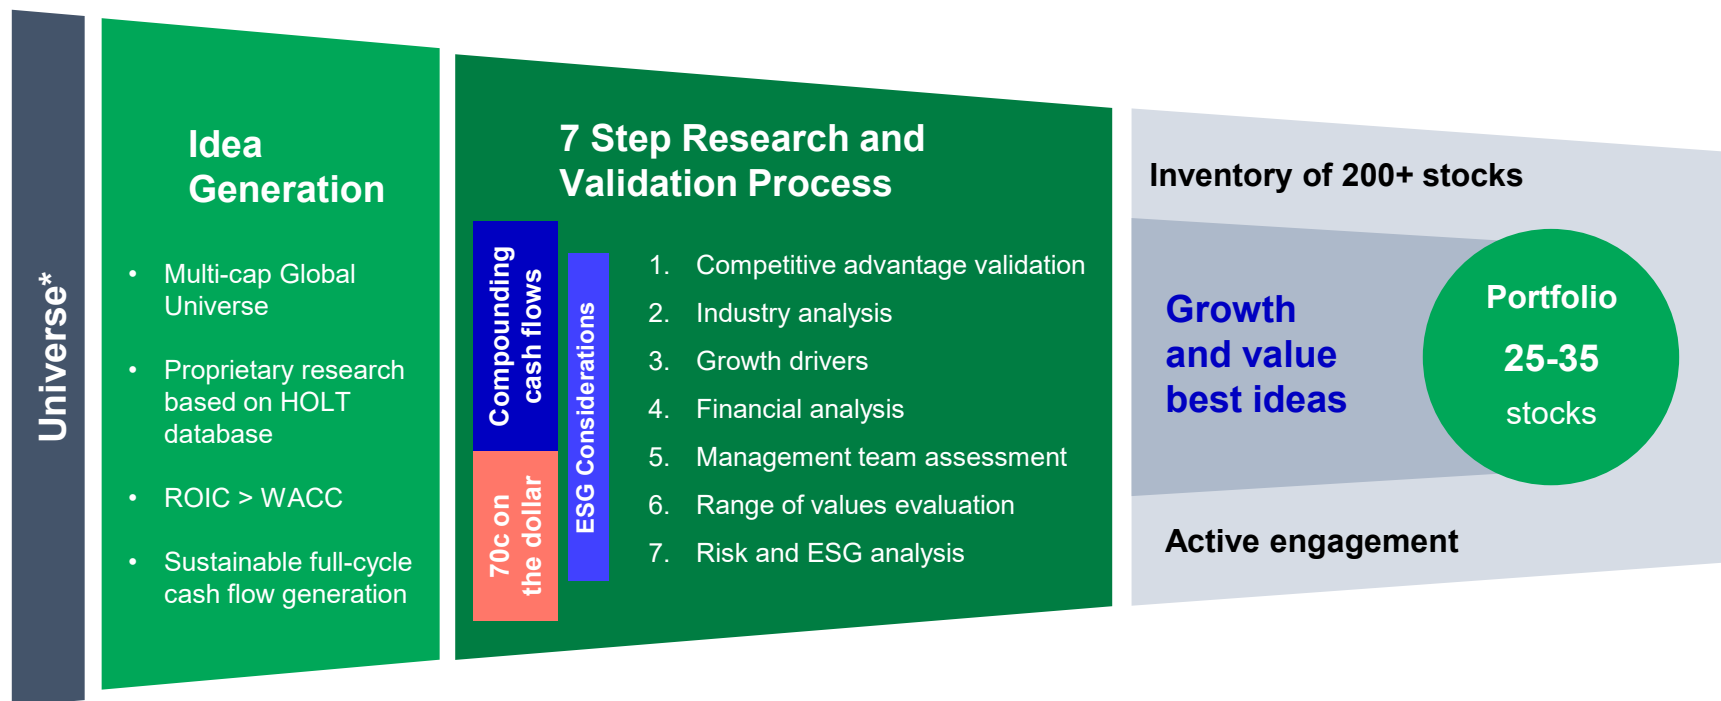 Universe*
Idea
Generation
• Multi-cap Global
Universe
• Proprietary research
based on HOLT
database
• ROIC > WACC
• Sustainable full-cycle
cash flow generation
7 Step Research and
Validation Process
Compounding
cash flows
70c on
the dollar
ESG Considerations
1. Competitive advantage validation
2. Industry analysis
3. Growth drivers
4. Financial analysis
5. Management team assessment
6. Range of values evaluation
7. Risk and ESG analysis
Inventory of 200+ stocks
Growth
and value
best ideas
Portfolio
25-35
stocks
Active engagement